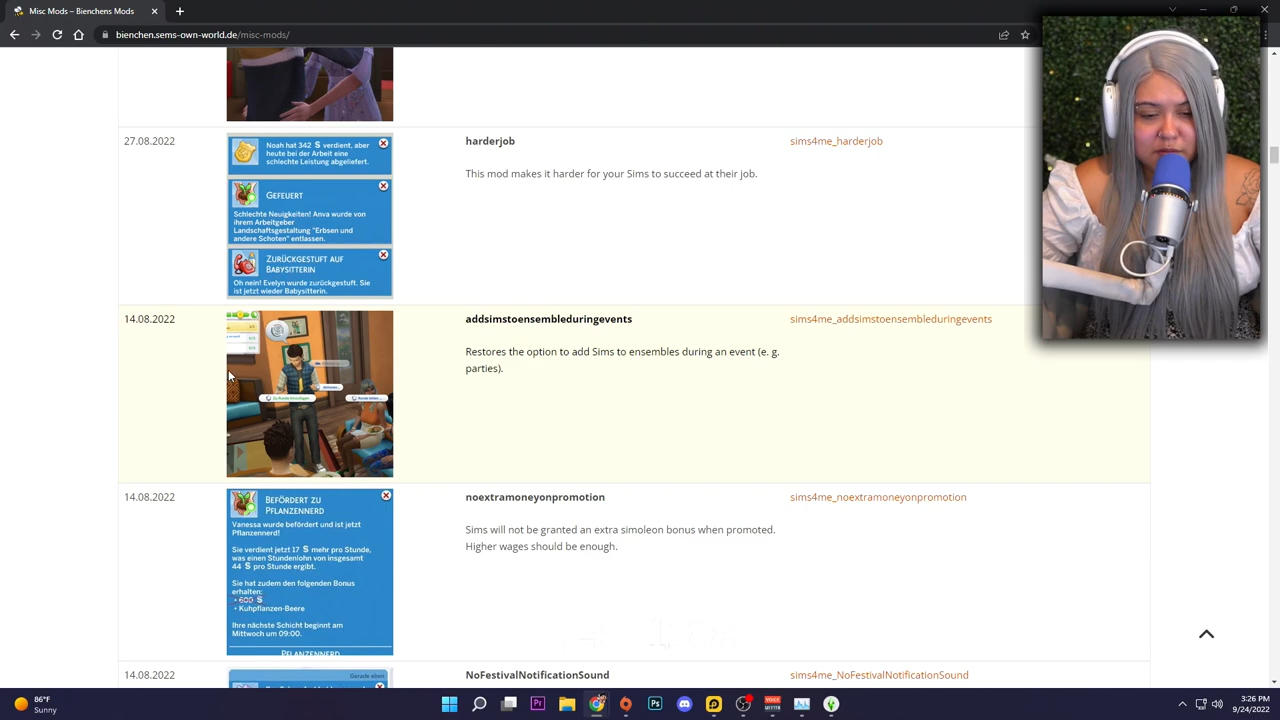 Misc Mods
bienchen.sems-own-world.de/misc-mods/
27.08.2022
Noah hat 342 S verdient, aber
heute bei der Arbeit eine
schlechte Leistung abgeliefert.
GEFEUERT
Schlechte Neuigkeiten! Anva wurde von
ihrem Arbeitgeber
Landschaftsgestaltung "Erbsen und
andere Schoten" entlassen.
ZURÜCKGESTUFT AUF
BABYSITTERIN
Oh nein! Evelyn wurde zurückgestuft. Sie
ist jetzt wieder Babysitterin.
harderjob
This mod makes it harder for your Sims to succeed at their job.
sims4me_harderjob
14.08.2022
addsimstoensembleduringevents
Restores the option to add Sims to ensembles during an event (e. g.
parties).
sims4me_addsimstoensembleduringevents
14.08.2022
BEFÖRDERT ZU
PFLANZENNERD
Vanessa wurde befördert und ist jetzt
Pflanzennerd!
Sie verdient jetzt 17 S mehr pro Stunde,
was einen Stundenlohn von insgesamt
44 S pro Stunde ergibt.
Sie hat zudem den folgenden Bonus
erhalten:
• 600 S
• Kuhpflanzen-Beere
Ihre nächste Schicht beginnt am
Mittwoch um 09:00.
PFLANZENNERD
noextramoneyonpromotion
Sims will not be granted an extra simoleon bonus when promoted.
Higher wages should be enough.
sims4me_noextramoneyonpromotion
14.08.2022
Gerade eben
NoFestivalNotificationSound
sims4me_NoFestivalNotificationSound
86°F
Sunny
3:26 PM
9/24/2022